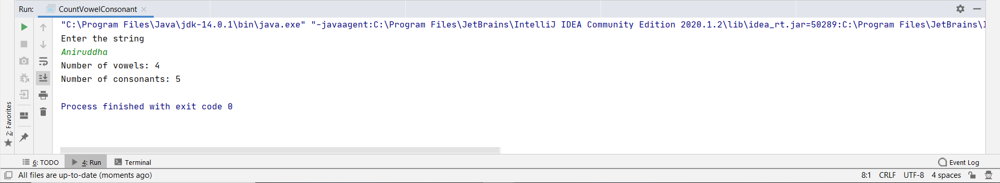 Run: CountVowelConsonant
"C:\Program Files\Java\jdk-14.0.1\bin\java.exe" "-javaagent:C:\Program Files\JetBrains\IntelliJ IDEA Community Edition 2020.1.2\lib\idea_rt.jar=50289:C:\Program Files\JetBrains\I
Enter the string
Aniruddha
Number of vowels: 4
Number of consonants: 5
Process finished with exit code 0
2: Favorites
6: TODO 4: Run Terminal Event Log
All files are up-to-date (moments ago) 8:1 CRLF UTF-8 4 spaces